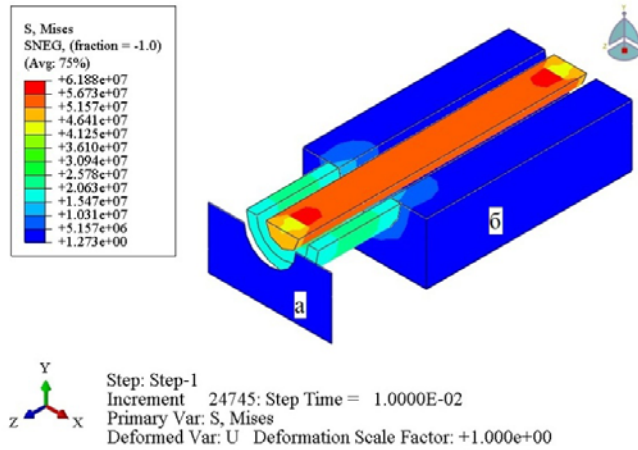 S, Mises
SNEG, (fraction = -1.0)
(Avg: 75%)
+6.188e+07
+5.673e+07
+5.157e+07
+4.641e+07
+4.125e+07
+3.610e+07
+3.094e+07
+2.578e+07
+2.063e+07
+1.547e+07
+1.031e+07
+5.157e+06
+1.273e+00
Y
Z
б
а
Y
Z
X
Step: Step-1
Increment 24745: Step Time = 1.0000E-02
Primary Var: S, Mises
Deformed Var: U Deformation Scale Factor: +1.000e+00